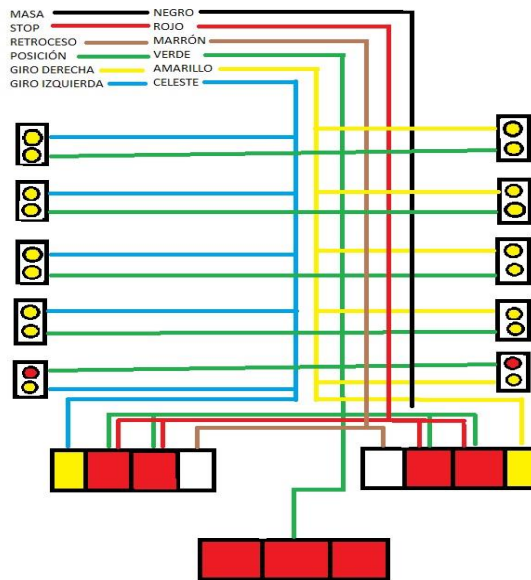 MASA NEGRO
STOP ROJO
RETROCESO MARRÓN
POSICIÓN VERDE
GIRO DERECHA AMARILLO
GIRO IZQUIERDA CELESTE